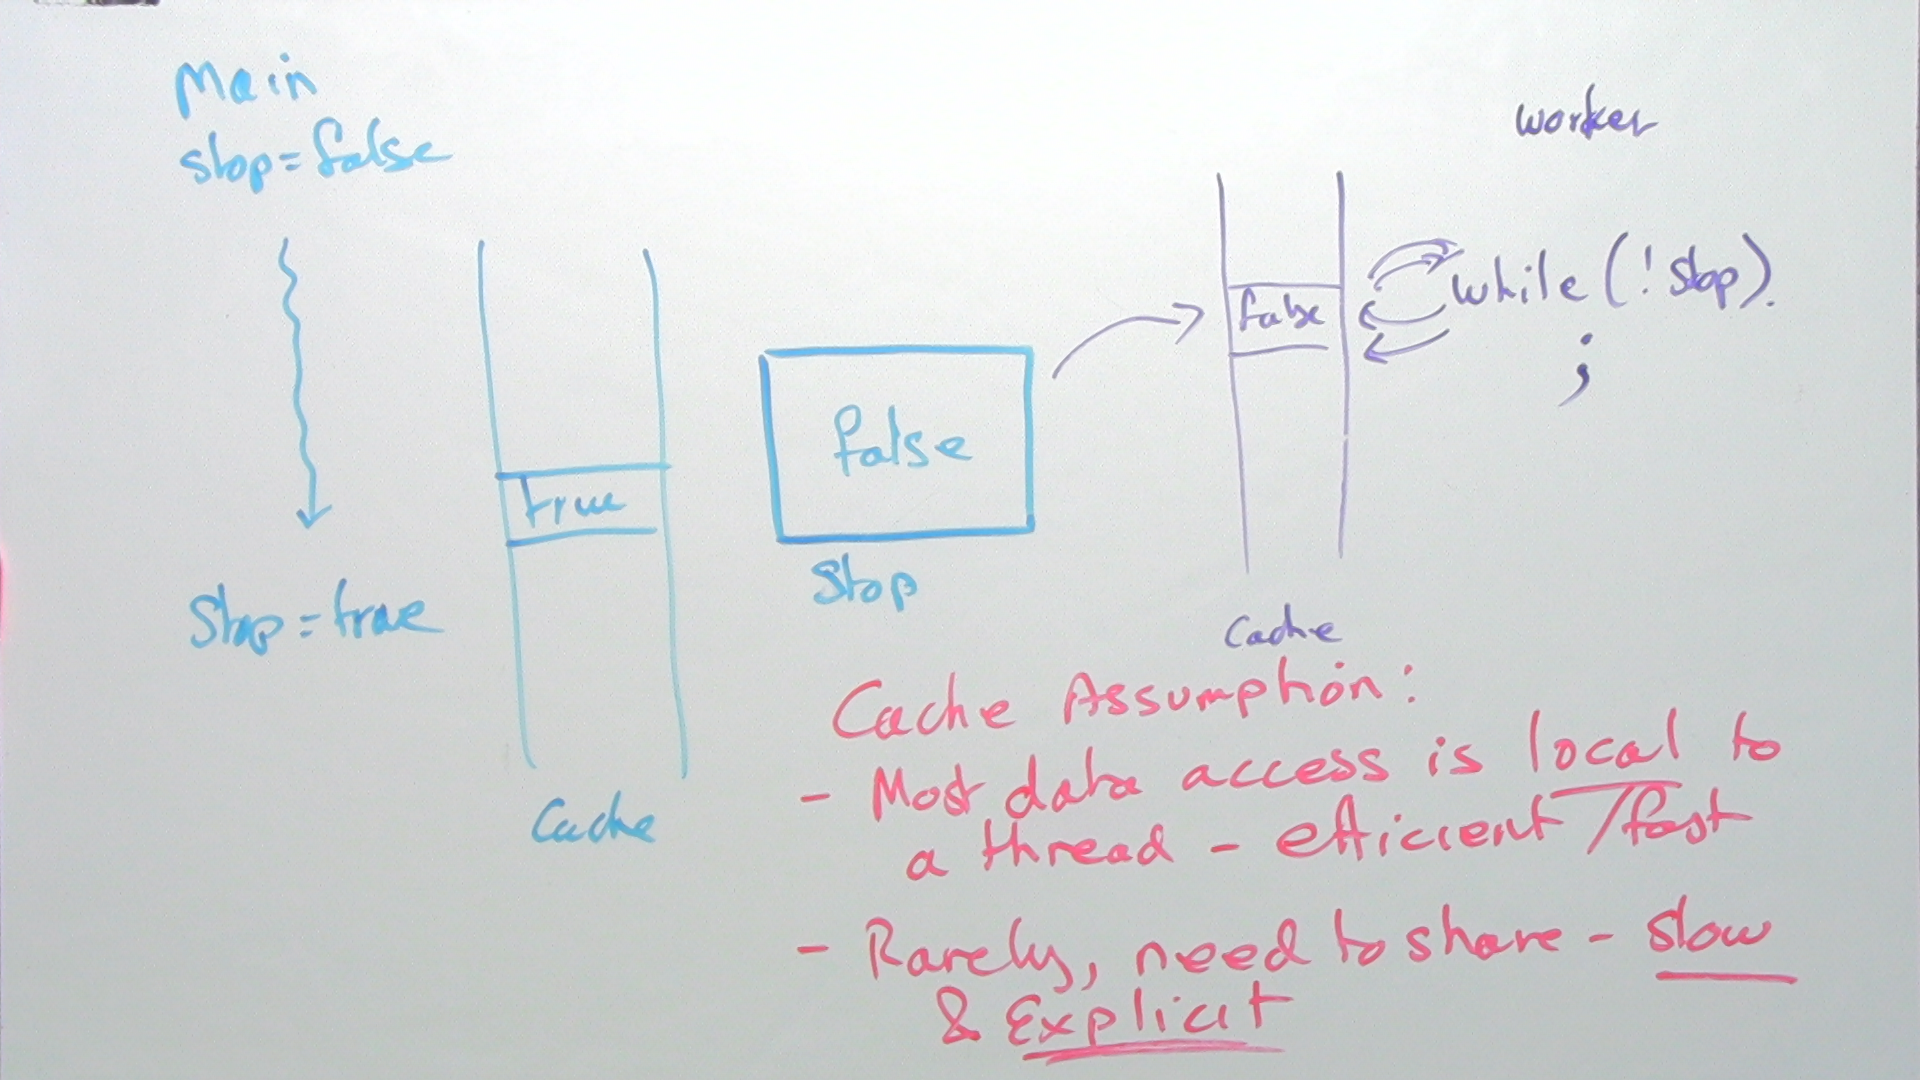 Main
stop=false
Stop=true
true
Cache
false
Stop
worker
false
while (!stop).
;
Cache
Cache Assumption:
- Most data access is local to
a thread - efficient/fast
- Rarely, need to share - slow
& Explicit